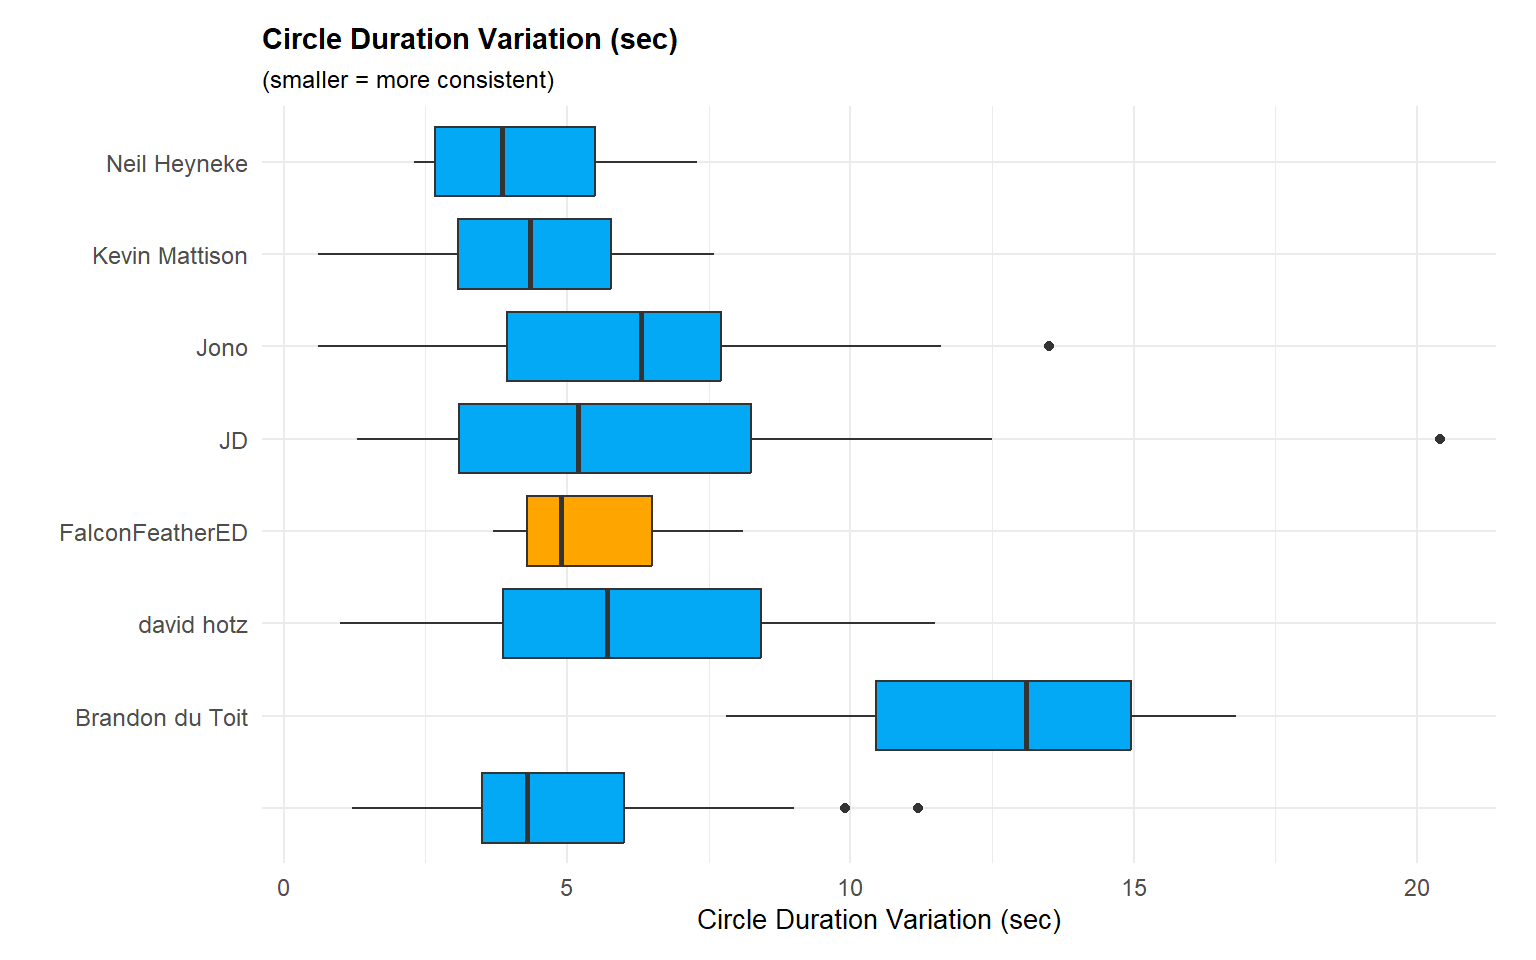 Circle Duration Variation (sec)
(smaller = more consistent)
Neil Heyneke
Kevin Mattison
Jono
JD
FalconFeatherED
david hotz
Brandon du Toit
0 5 10 15 20
Circle Duration Variation (sec)